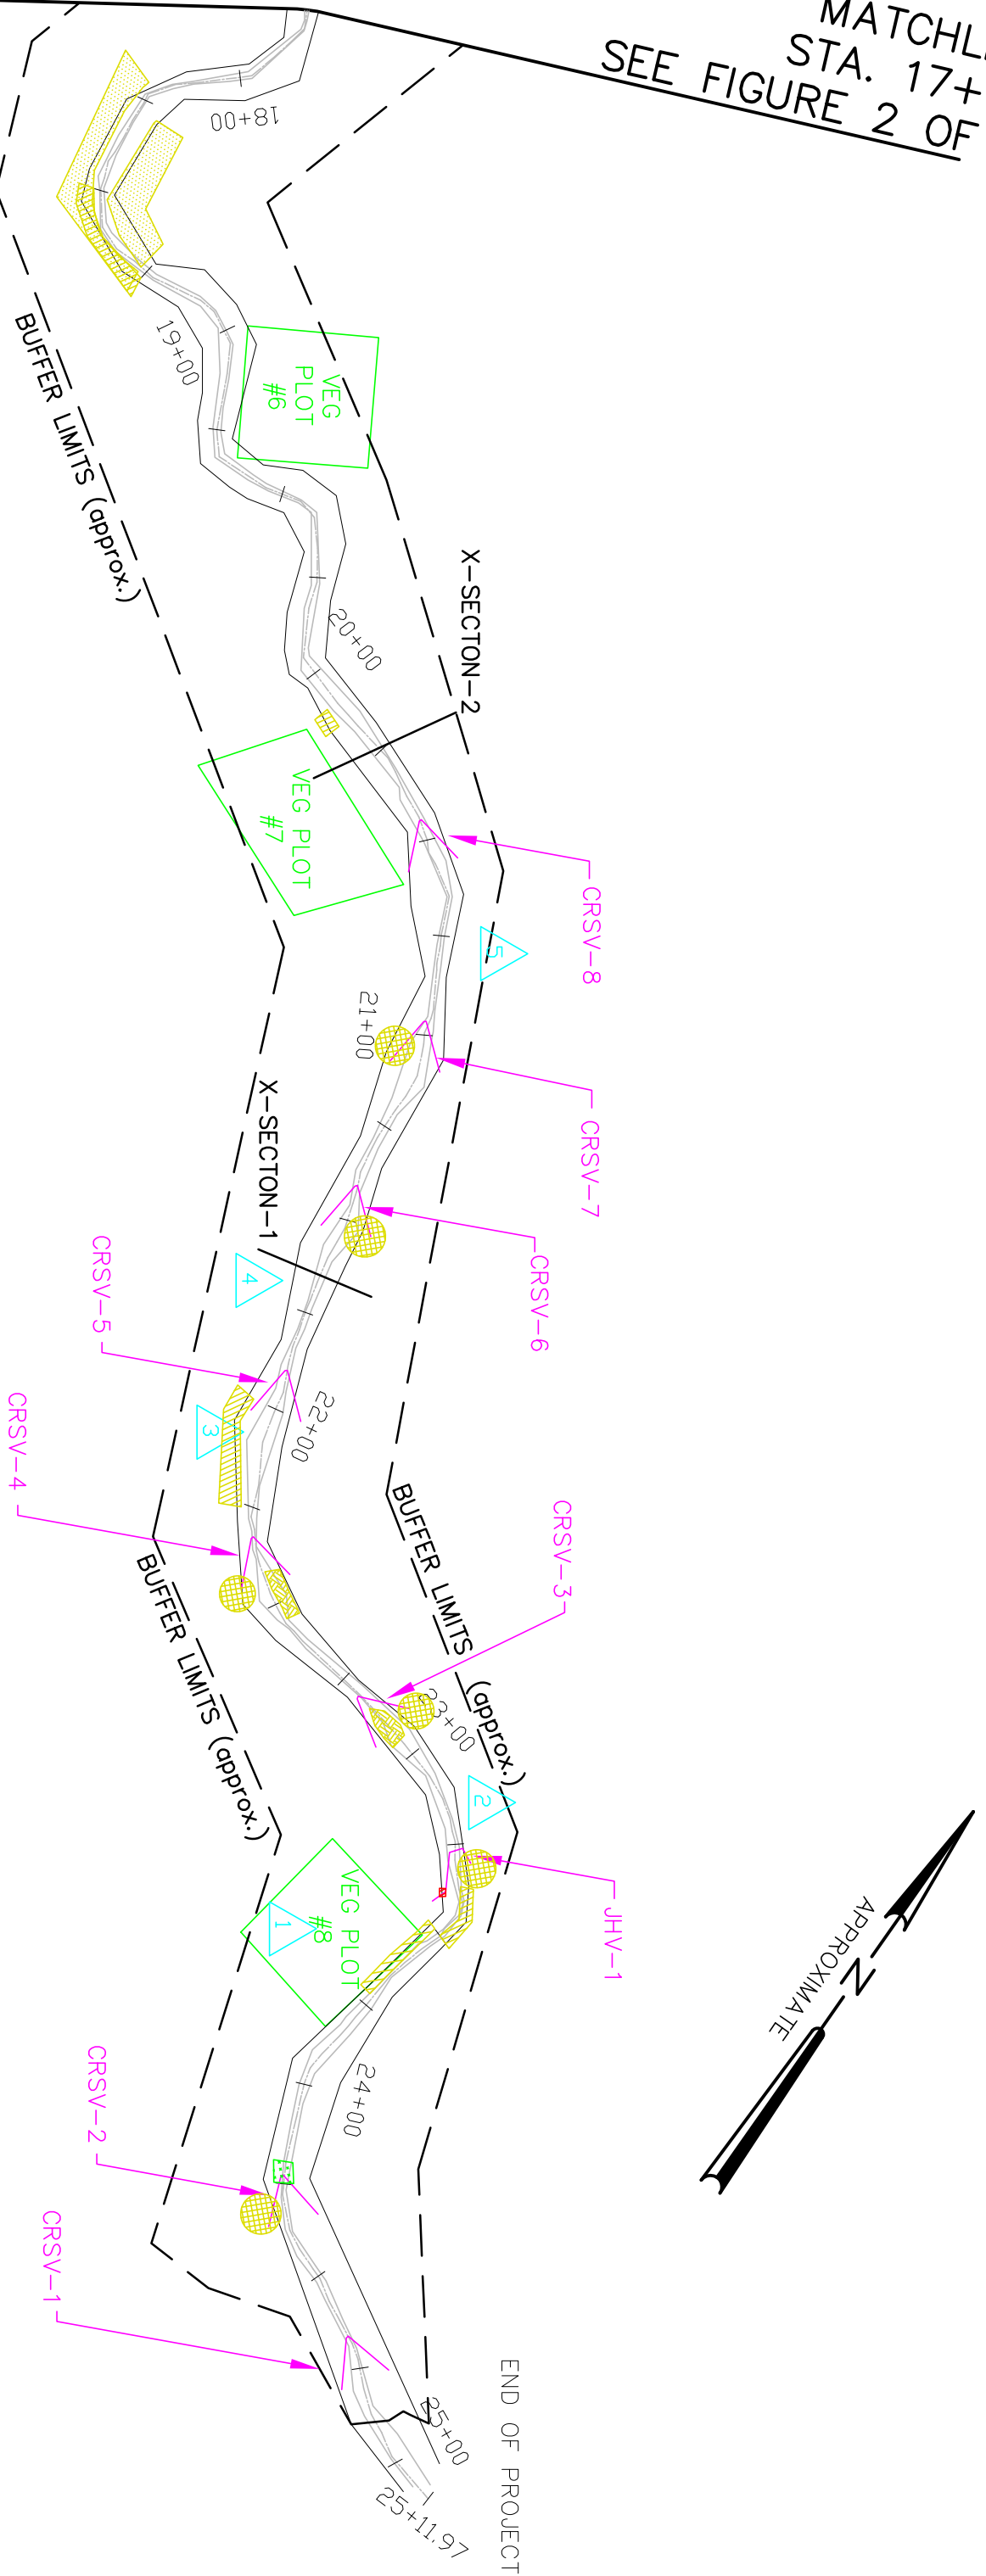 MATCHL
STA. 17+
SEE FIGURE 2 OF
18+00
19+00
BUFFER LIMITS (approx.)
VEG
PLOT
#6
20+00
X-SECTON-2
VEG PLOT
#7
CRSV-8
5
21+00
CRSV-7
X-SECTON-1
CRSV-6
4
CRSV-5
22+00
3
CRSV-4
BUFFER LIMITS (approx.)
CRSV-3
BUFFER LIMITS (approx.)
23+00
2
JHV-1
VEG PLOT
#8
1
N
APPROXIMATE
24+00
CRSV-2
CRSV-1
25+00
25+11.97
END OF PROJECT